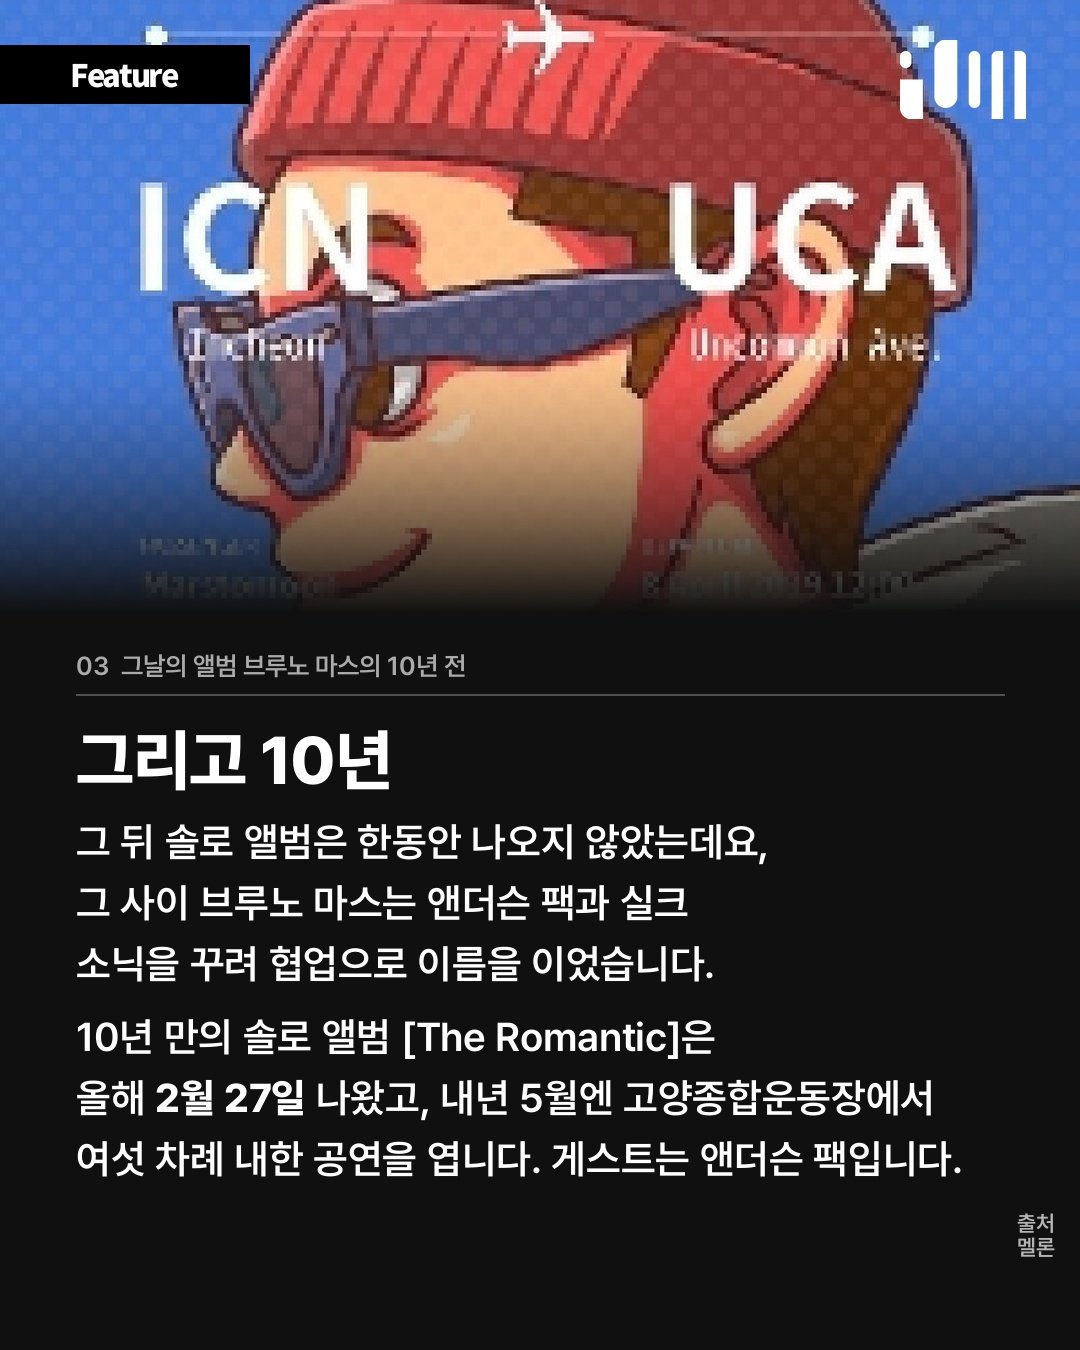 Feature
ICN UCA
Incheon Uncommon Ave.
03 그날의 앨범 브루노 마스의 10년 전
그리고 10년
그 뒤 솔로 앨범은 한동안 나오지 않았는데요,
그 사이 브루노 마스는 앤더슨 팩과 실크
소닉을 꾸려 협업으로 이름을 이었습니다.
10년 만의 솔로 앨범 [The Romantic]은
올해 2월 27일 나왔고, 내년 5월엔 고양종합운동장에서
여섯 차례 내한 공연을 엽니다. 게스트는 앤더슨 팩입니다.
출처
멜론